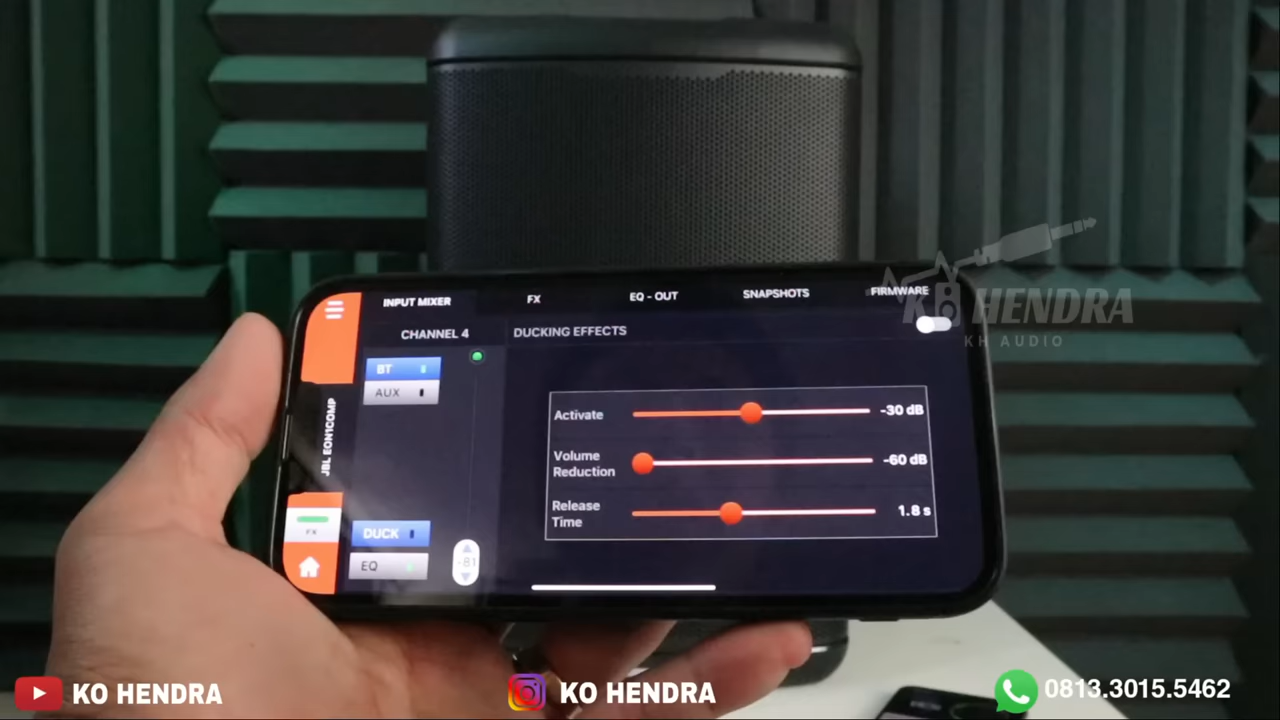 INPUT MIXER
FX
EQ - OUT
SNAPSHOTS
FIRMWARE
CHANNEL 4
DUCKING EFFECTS
BT
AUX
JBL EON1COMP
Activate
-30 dB
Volume
Reduction
-60 dB
Release
Time
1.8 s
FX
DUCK
EQ
-81
KO HENDRA
KH AUDIO
KO HENDRA
KO HENDRA
0813.3015.5462